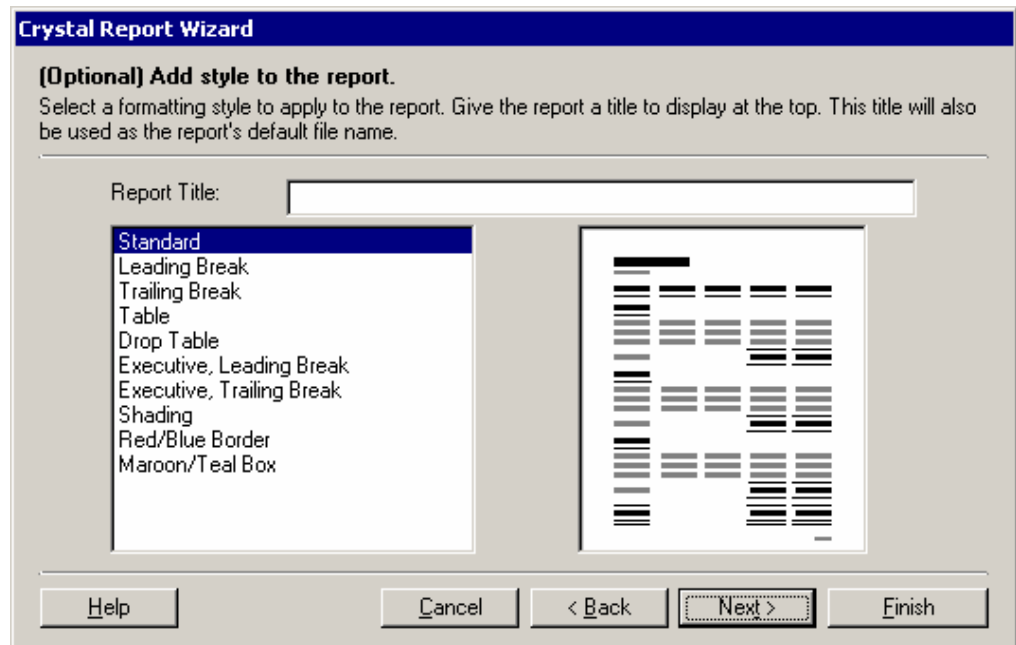 Crystal Report Wizard
(Optional) Add style to the report.
Select a formatting style to apply to the report. Give the report a title to display at the top. This title will also
be used as the report's default file name.
Report Title:
Standard
Leading Break
Trailing Break
Table
Drop Table
Executive, Leading Break
Executive, Trailing Break
Shading
Red/Blue Border
Maroon/Teal Box
Help
Cancel
< Back
Next >
Finish